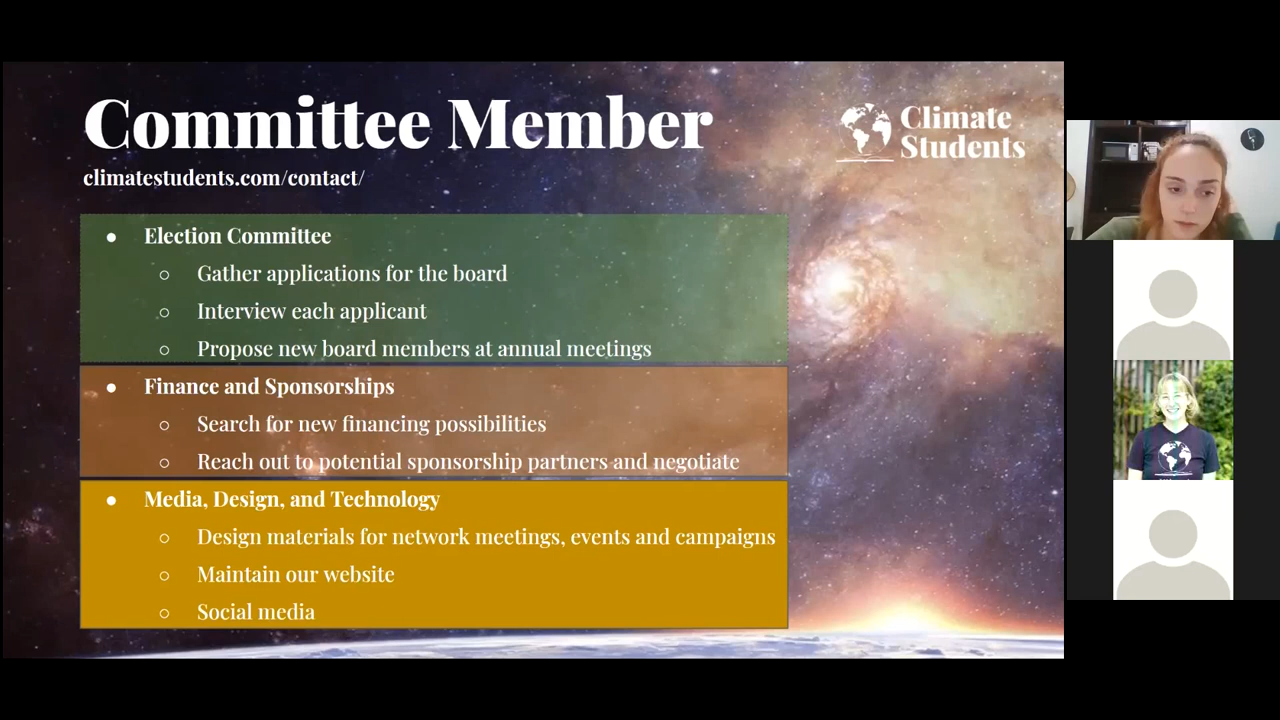 Committee Member
Climate
Students
climatestudents.com/contact/
● Election Committee
○ Gather applications for the board
○ Interview each applicant
○ Propose new board members at annual meetings
● Finance and Sponsorships
○ Search for new financing possibilities
○ Reach out to potential sponsorship partners and negotiate
● Media, Design, and Technology
○ Design materials for network meetings, events and campaigns
○ Maintain our website
○ Social media